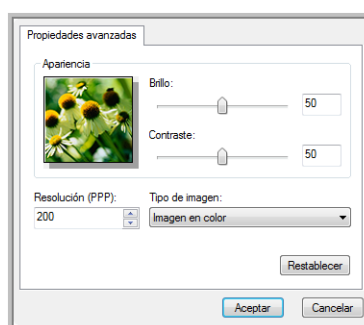 Propiedades avanzadas
Apariencia
Brillo:
50
Contraste:
50
Resolución (PPP):
Tipo de imagen:
200
Imagen en color
Restablecer
Aceptar
Cancelar